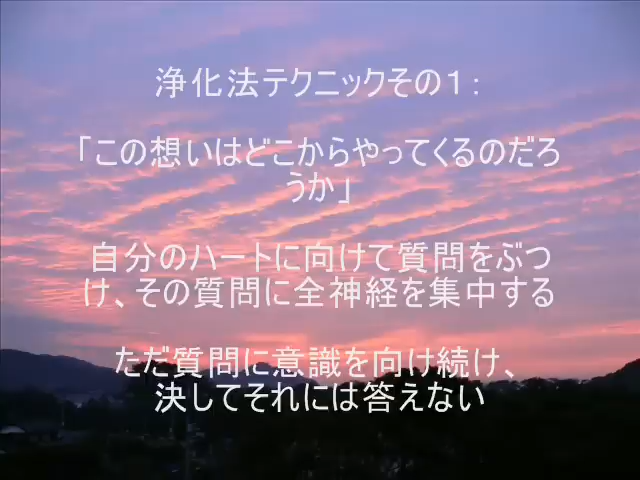 浄化法テクニックその１：
「この想いはどこからやってくるのだろ
うか」
自分のハートに向けて質問をぶつ
け、その質問に全神経を集中する
ただ質問に意識を向け続け、
決してそれには答えない